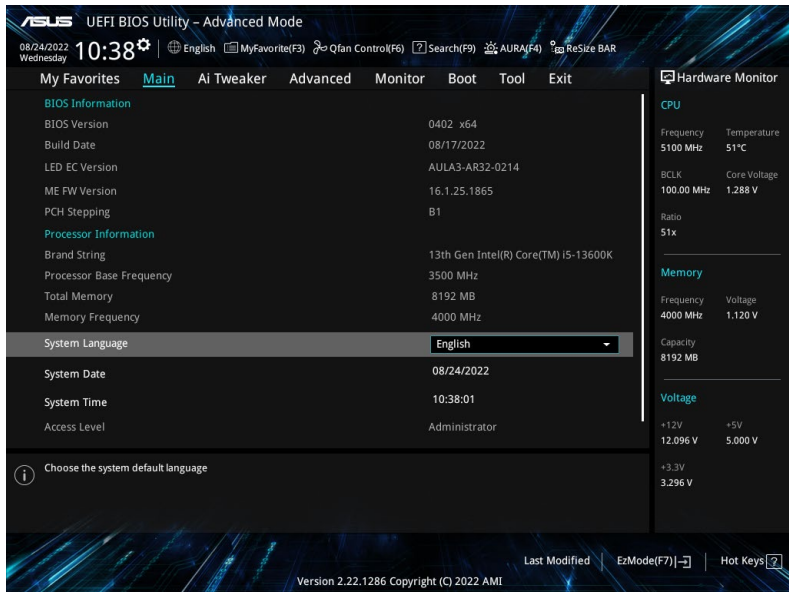 ASUS UEFI BIOS Utility – Advanced Mode
08/24/2022
Wednesday
10:38
English MyFavorite(F3) Qfan Control(F6) ? Search(F9) AURA(F4) ReSize BAR
My Favorites Main Ai Tweaker Advanced Monitor Boot Tool Exit
BIOS Information
BIOS Version 0402 x64
Build Date 08/17/2022
LED EC Version AULA3-AR32-0214
ME FW Version 16.1.25.1865
PCH Stepping B1
Processor Information
Brand String 13th Gen Intel(R) Core(TM) i5-13600K
Processor Base Frequency 3500 MHz
Total Memory 8192 MB
Memory Frequency 4000 MHz
System Language English
System Date 08/24/2022
System Time 10:38:01
Access Level Administrator
i Choose the system default language
Hardware Monitor
CPU
Frequency Temperature
5100 MHz 51°C
BCLK Core Voltage
100.00 MHz 1.288 V
Ratio
51x
Memory
Frequency Voltage
4000 MHz 1.120 V
Capacity
8192 MB
Voltage
+12V +5V
12.096 V 5.000 V
+3.3V
3.296 V
Last Modified EzMode(F7) Hot Keys ?
Version 2.22.1286 Copyright (C) 2022 AMI